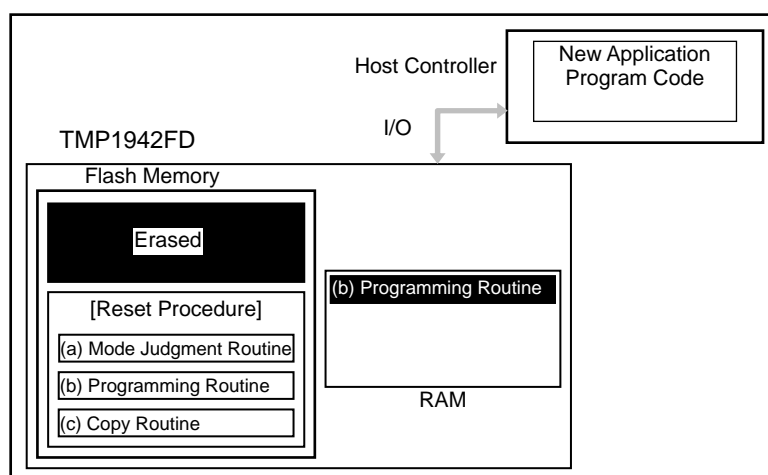 Host Controller
New Application
Program Code
I/O
TMP1942FD
Flash Memory
Erased
[Reset Procedure]
(a) Mode Judgment Routine
(b) Programming Routine
(c) Copy Routine
(b) Programming Routine
RAM